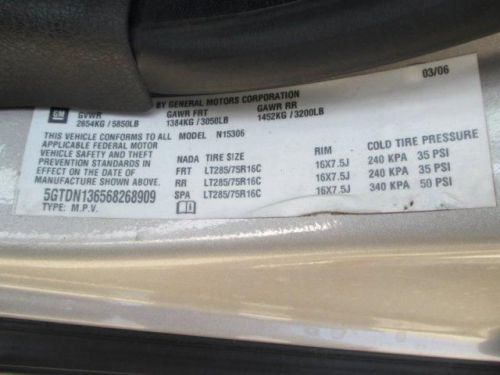 03/06
BY GENERAL MOTORS CORPORATION
GM GVWR GAWR FRT GAWR RR
2654KG / 5850LB 1384KG / 3050LB 1452KG / 3200LB
THIS VEHICLE CONFORMS TO ALL MODEL N15306
APPLICABLE FEDERAL MOTOR
VEHICLE SAFETY AND THEFT NADA TIRE SIZE RIM COLD TIRE PRESSURE
PREVENTION STANDARDS IN FRT LT285/75R16C 16X7.5J 240 KPA 35 PSI
EFFECT ON THE DATE OF RR LT285/75R16C 16X7.5J 240 KPA 35 PSI
MANUFACTURER SHOWN ABOVE. SPA LT285/75R16C 16X7.5J 340 KPA 50 PSI
5GTDN136568268909
TYPE: M.P.V.